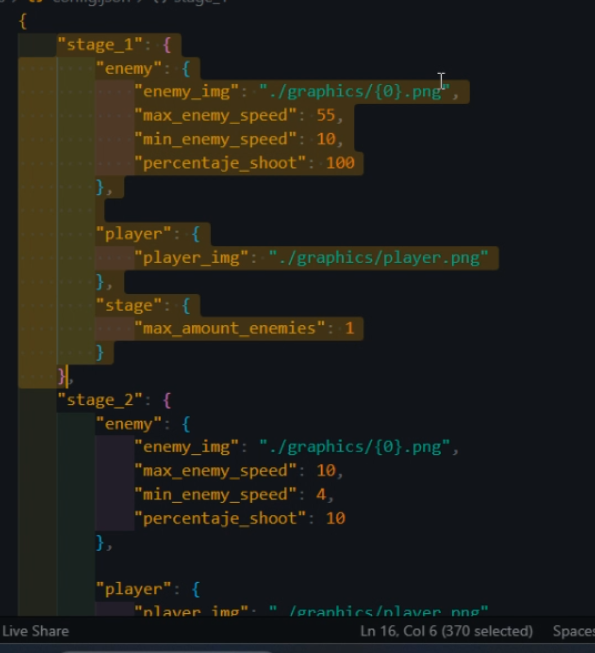 {
"stage_1": {
"enemy": {
"enemy_img": "./graphics/{0}.png",
"max_enemy_speed": 55,
"min_enemy_speed": 10,
"percentaje_shoot": 100
},
"player": {
"player_img": "./graphics/player.png"
},
"stage": {
"max_amount_enemies": 1
}
},
"stage_2": {
"enemy": {
"enemy_img": "./graphics/{0}.png",
"max_enemy_speed": 10,
"min_enemy_speed": 4,
"percentaje_shoot": 10
},
"player": {
"player_img": "./graphics/player.png"
Live Share Ln 16, Col 6 (370 selected) Spaces